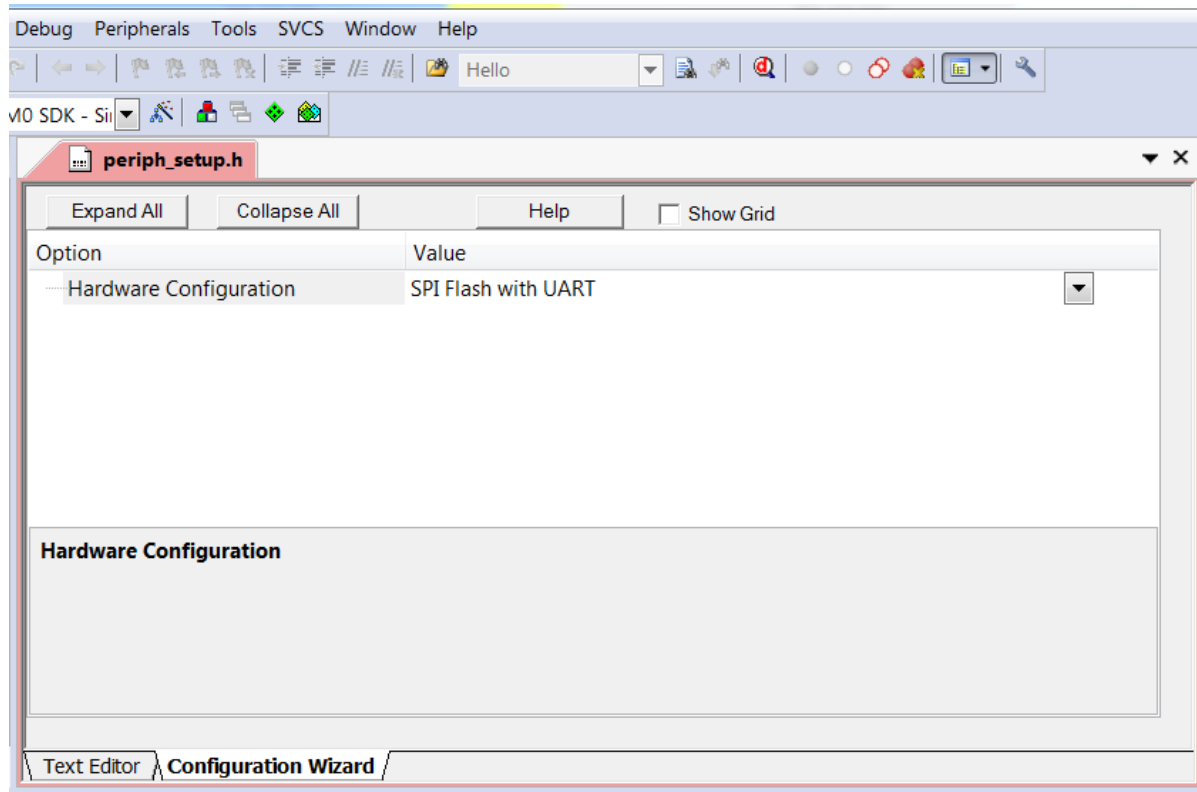 Debug Peripherals Tools SVCS Window Help
Hello
M0 SDK - Sii
periph_setup.h
Expand All Collapse All Help Show Grid
Option Value
Hardware Configuration SPI Flash with UART
Hardware Configuration
Text Editor Configuration Wizard